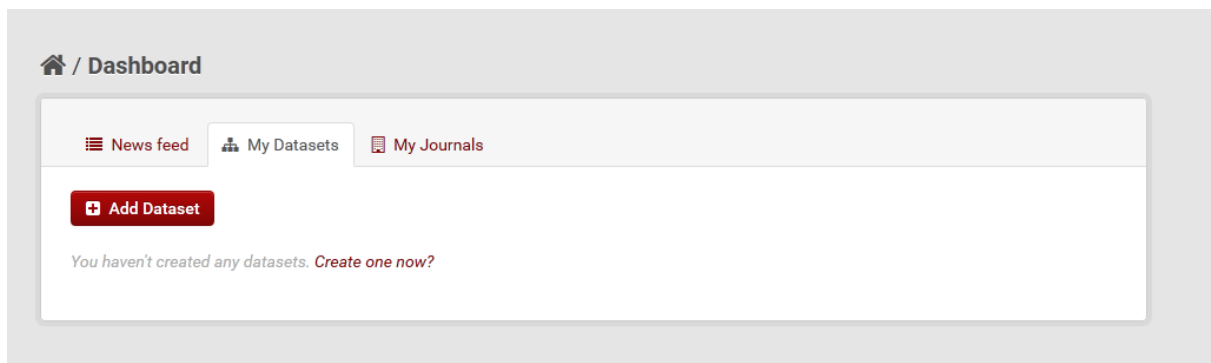 / Dashboard
News feed My Datasets My Journals
Add Dataset
You haven't created any datasets. Create one now?